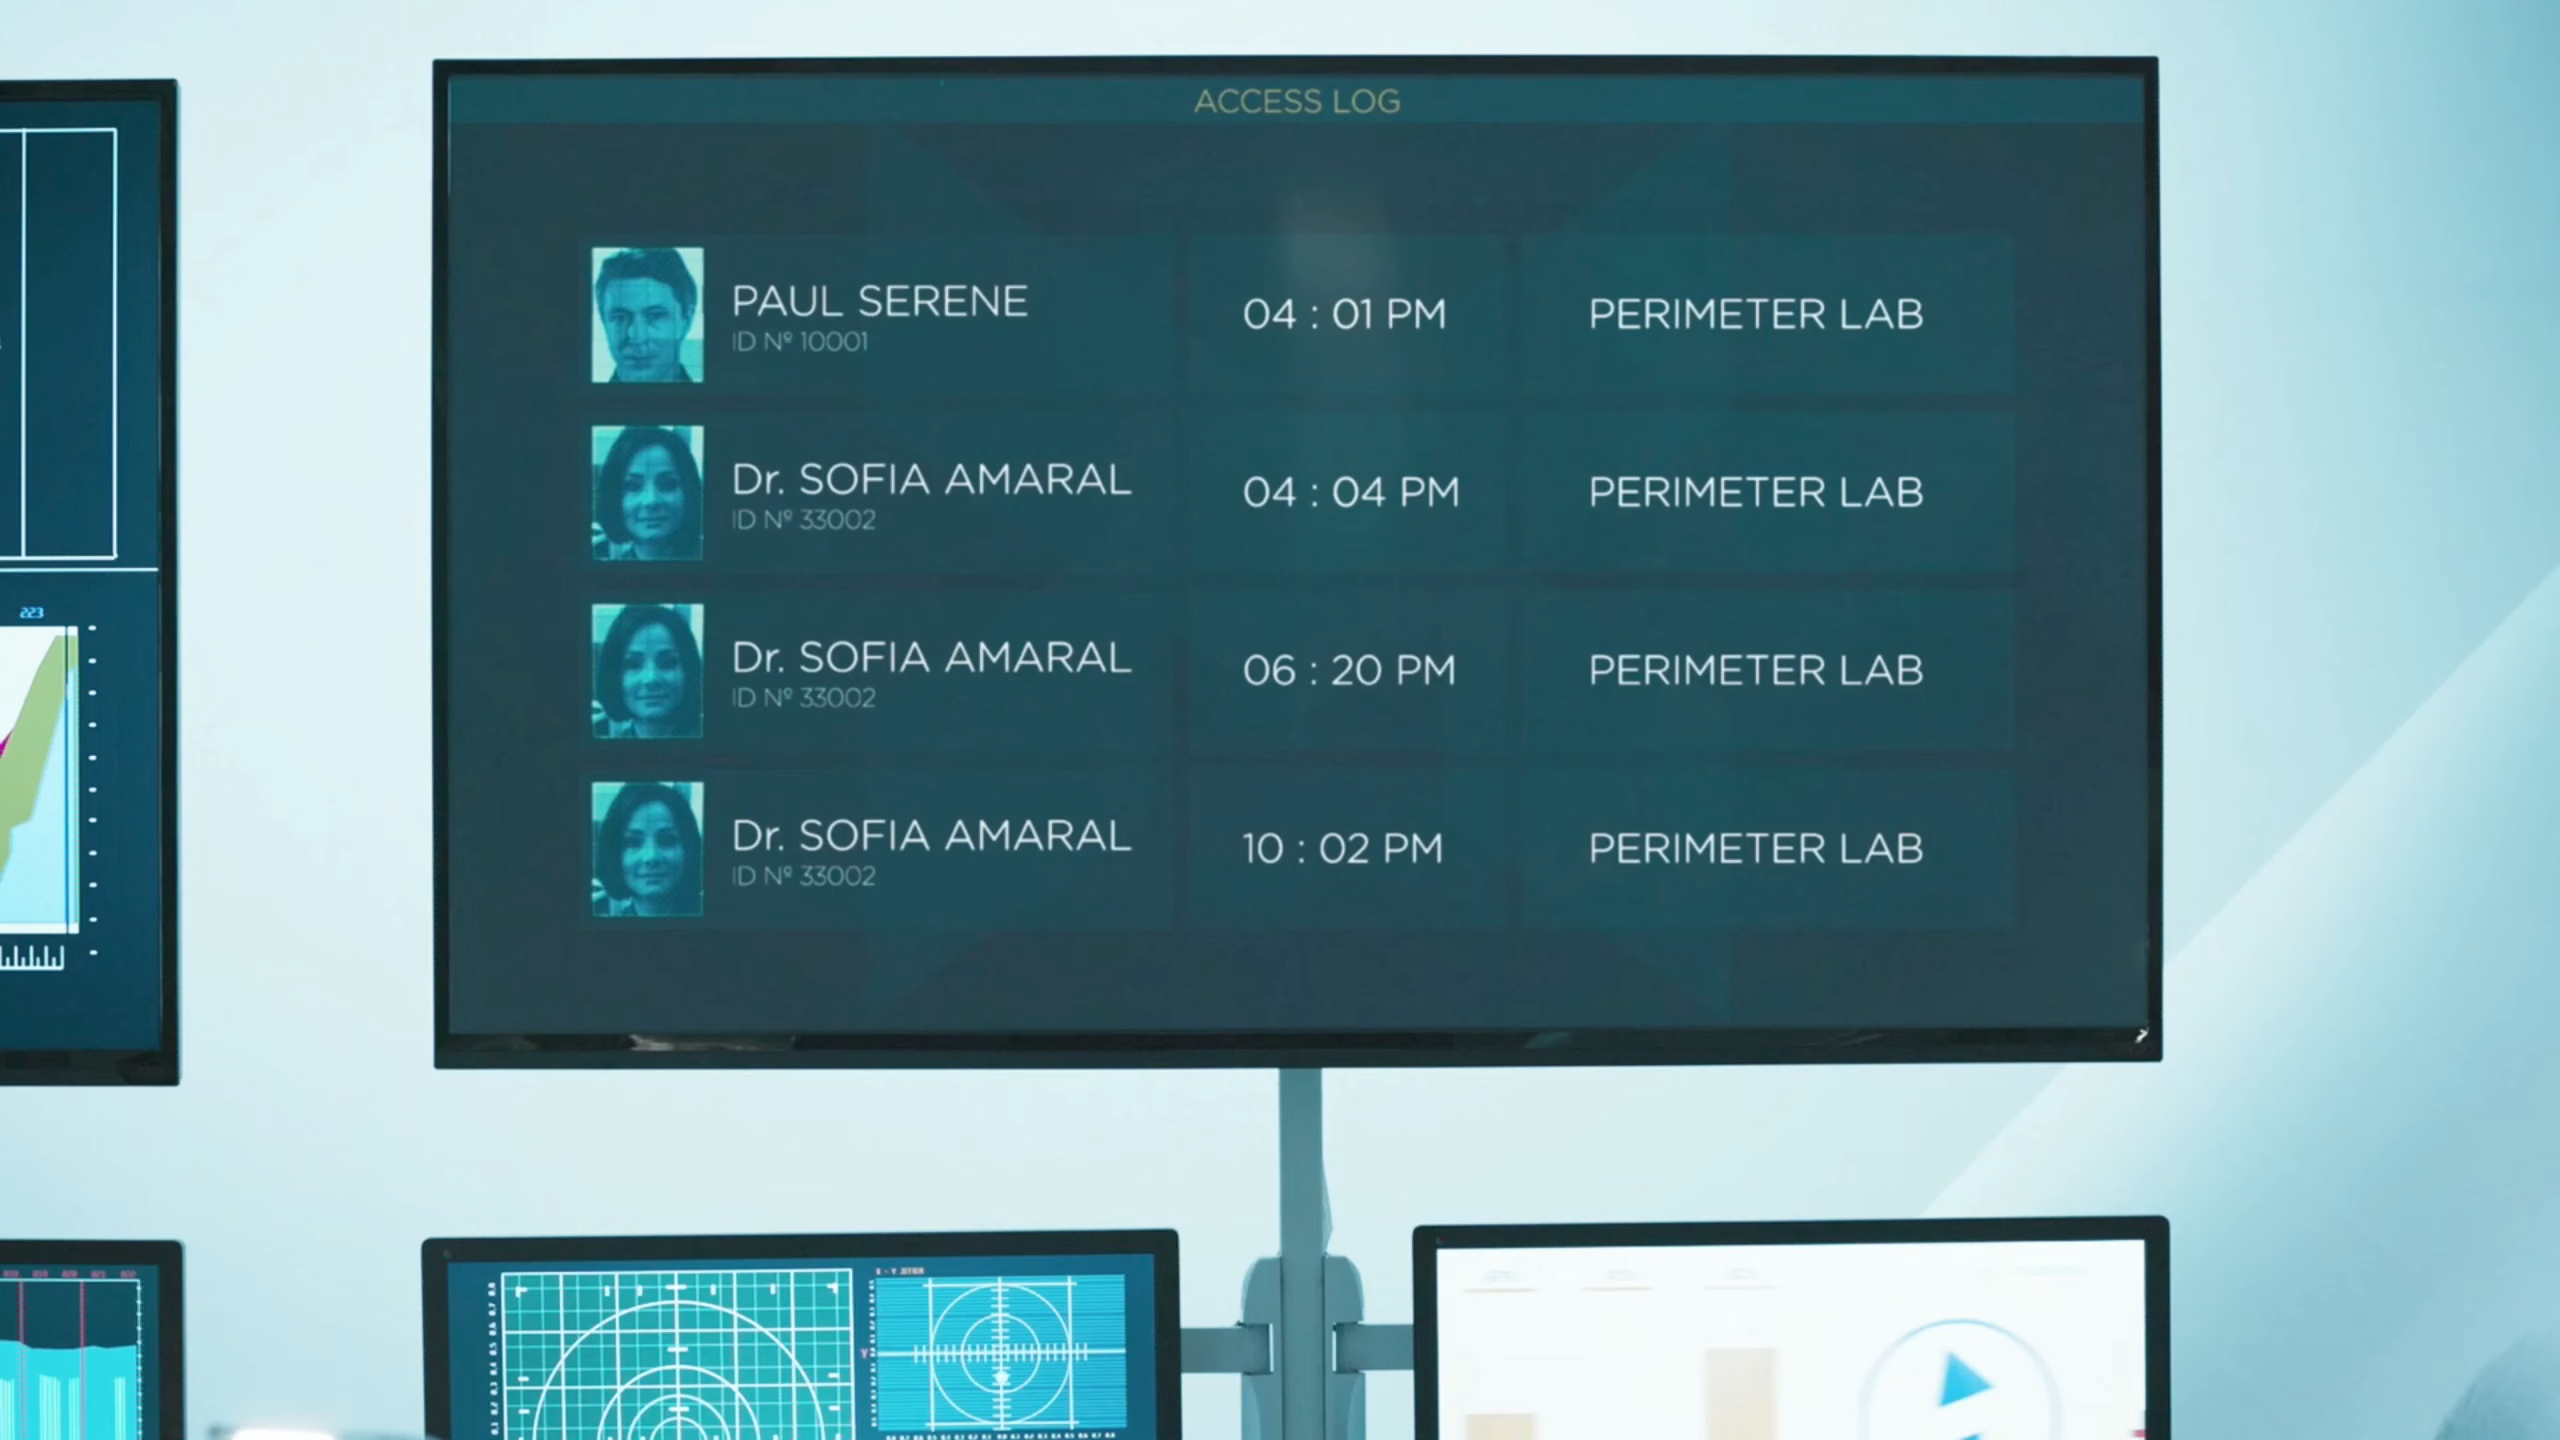 ACCESS LOG
PAUL SERENE
ID Nº 10001
04 : 01 PM
PERIMETER LAB
Dr. SOFIA AMARAL
ID Nº 33002
04 : 04 PM
PERIMETER LAB
Dr. SOFIA AMARAL
ID Nº 33002
06 : 20 PM
PERIMETER LAB
Dr. SOFIA AMARAL
ID Nº 33002
10 : 02 PM
PERIMETER LAB
223